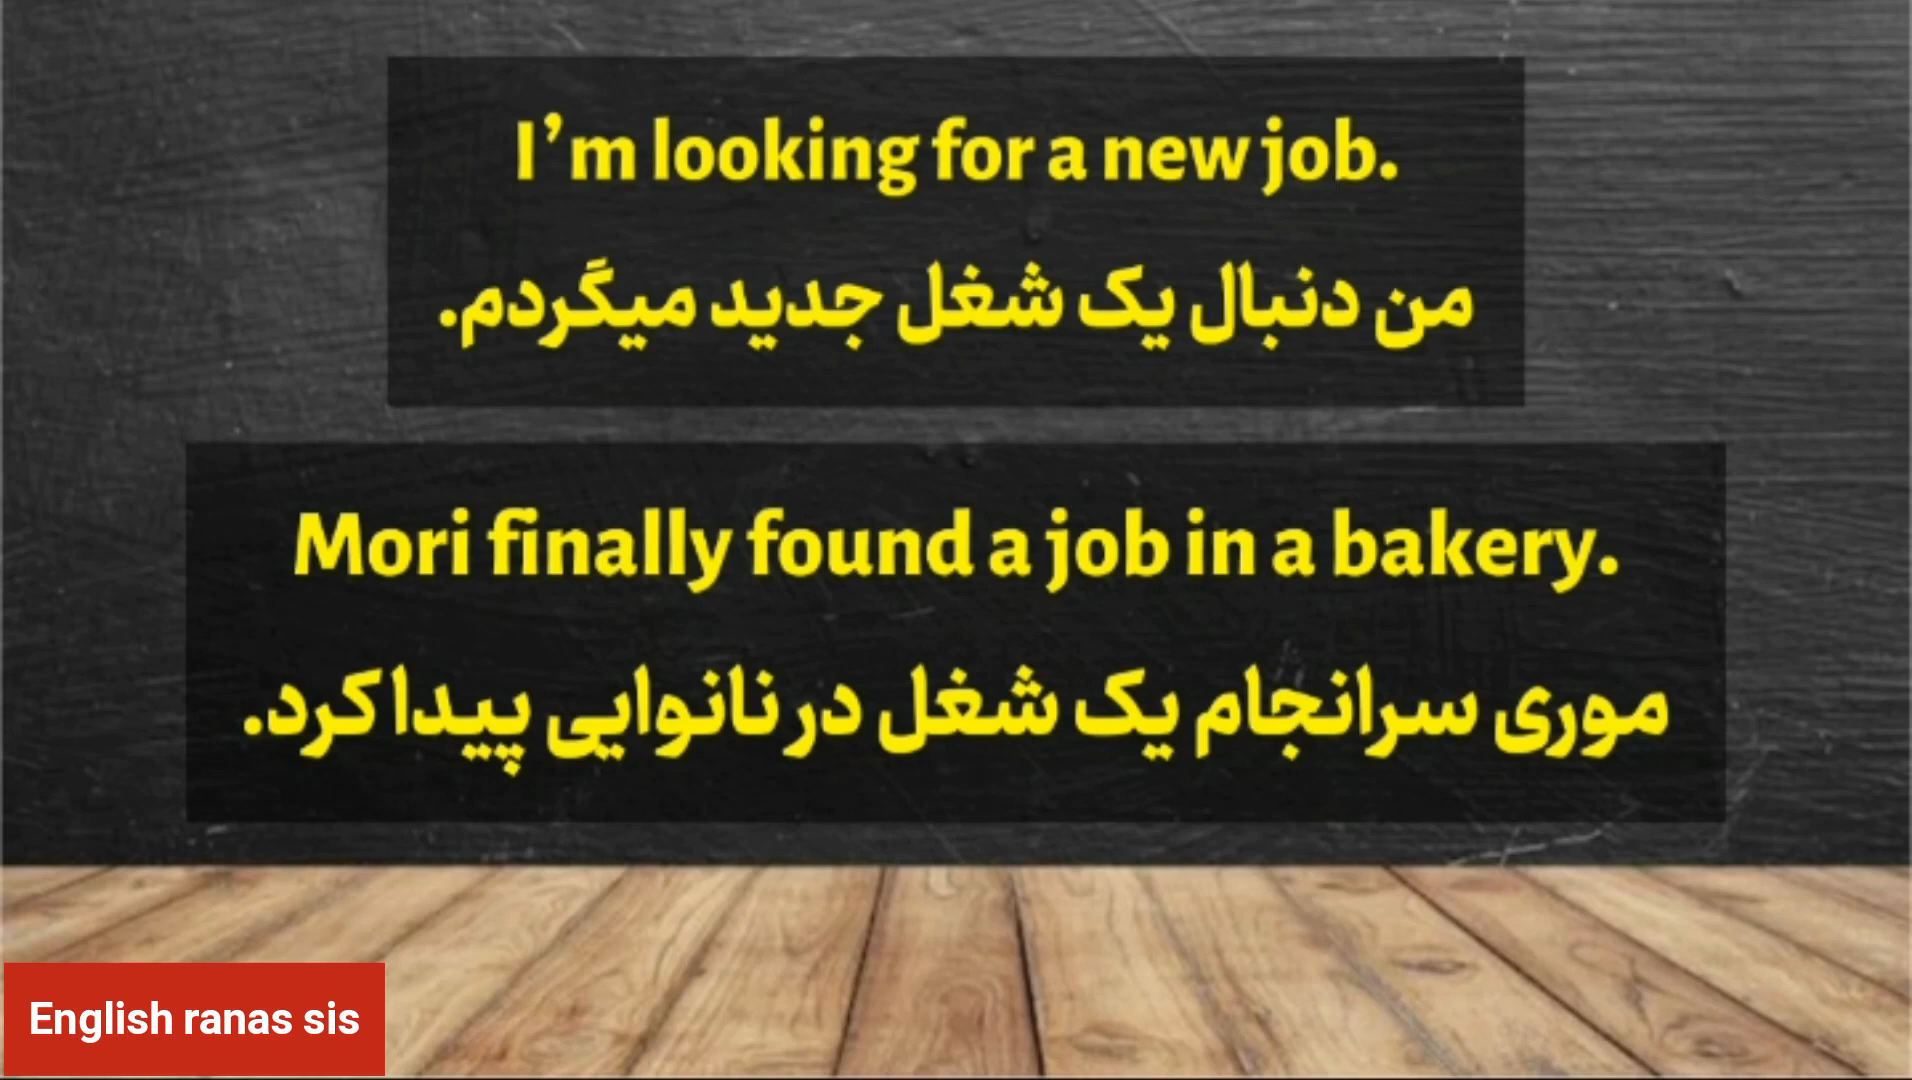 I’m looking for a new job.
من دنبال یک شغل جدید میگردم.
Mori finally found a job in a bakery.
موری سرانجام یک شغل در نانوایی پیدا کرد.
English ranas sis